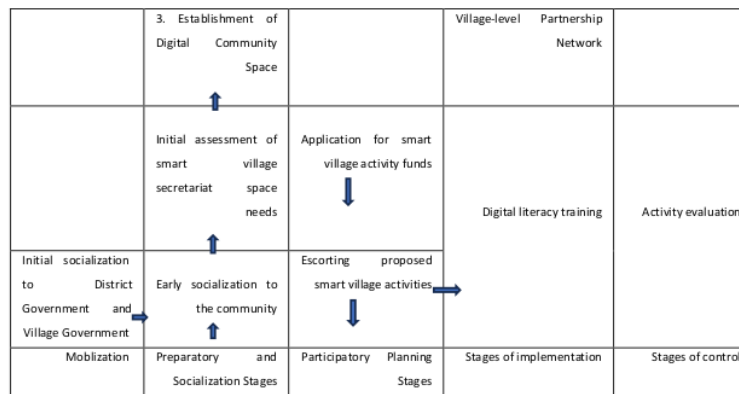 3. Establishment of
Digital Community
Space
Village-level Partnership
Network
Initial assessment of
smart village
secretariat space
needs
Application for smart
village activity funds
Digital literacy training
Activity evaluation
Initial socialization
to District
Government and
Village Government
Early socialization to
the community
Escorting proposed
smart village activities
Moblization
Preparatory and
Socialization Stages
Participatory Planning
Stages
Stages of implementation
Stages of control